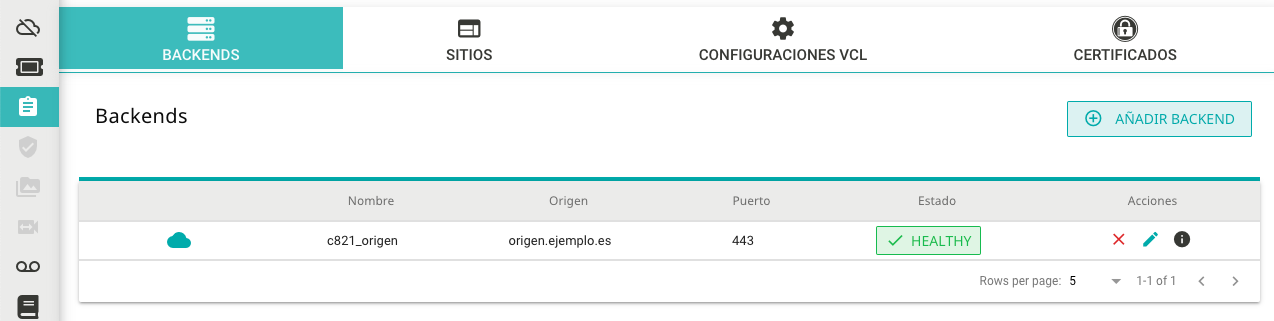 BACKENDS
SITIOS
CONFIGURACIONES VCL
CERTIFICADOS
Backends
AÑADIR BACKEND
Nombre Origen Puerto Estado Acciones
c821_origen origen.ejemplo.es 443 HEALTHY
Rows per page: 5 1-1 of 1